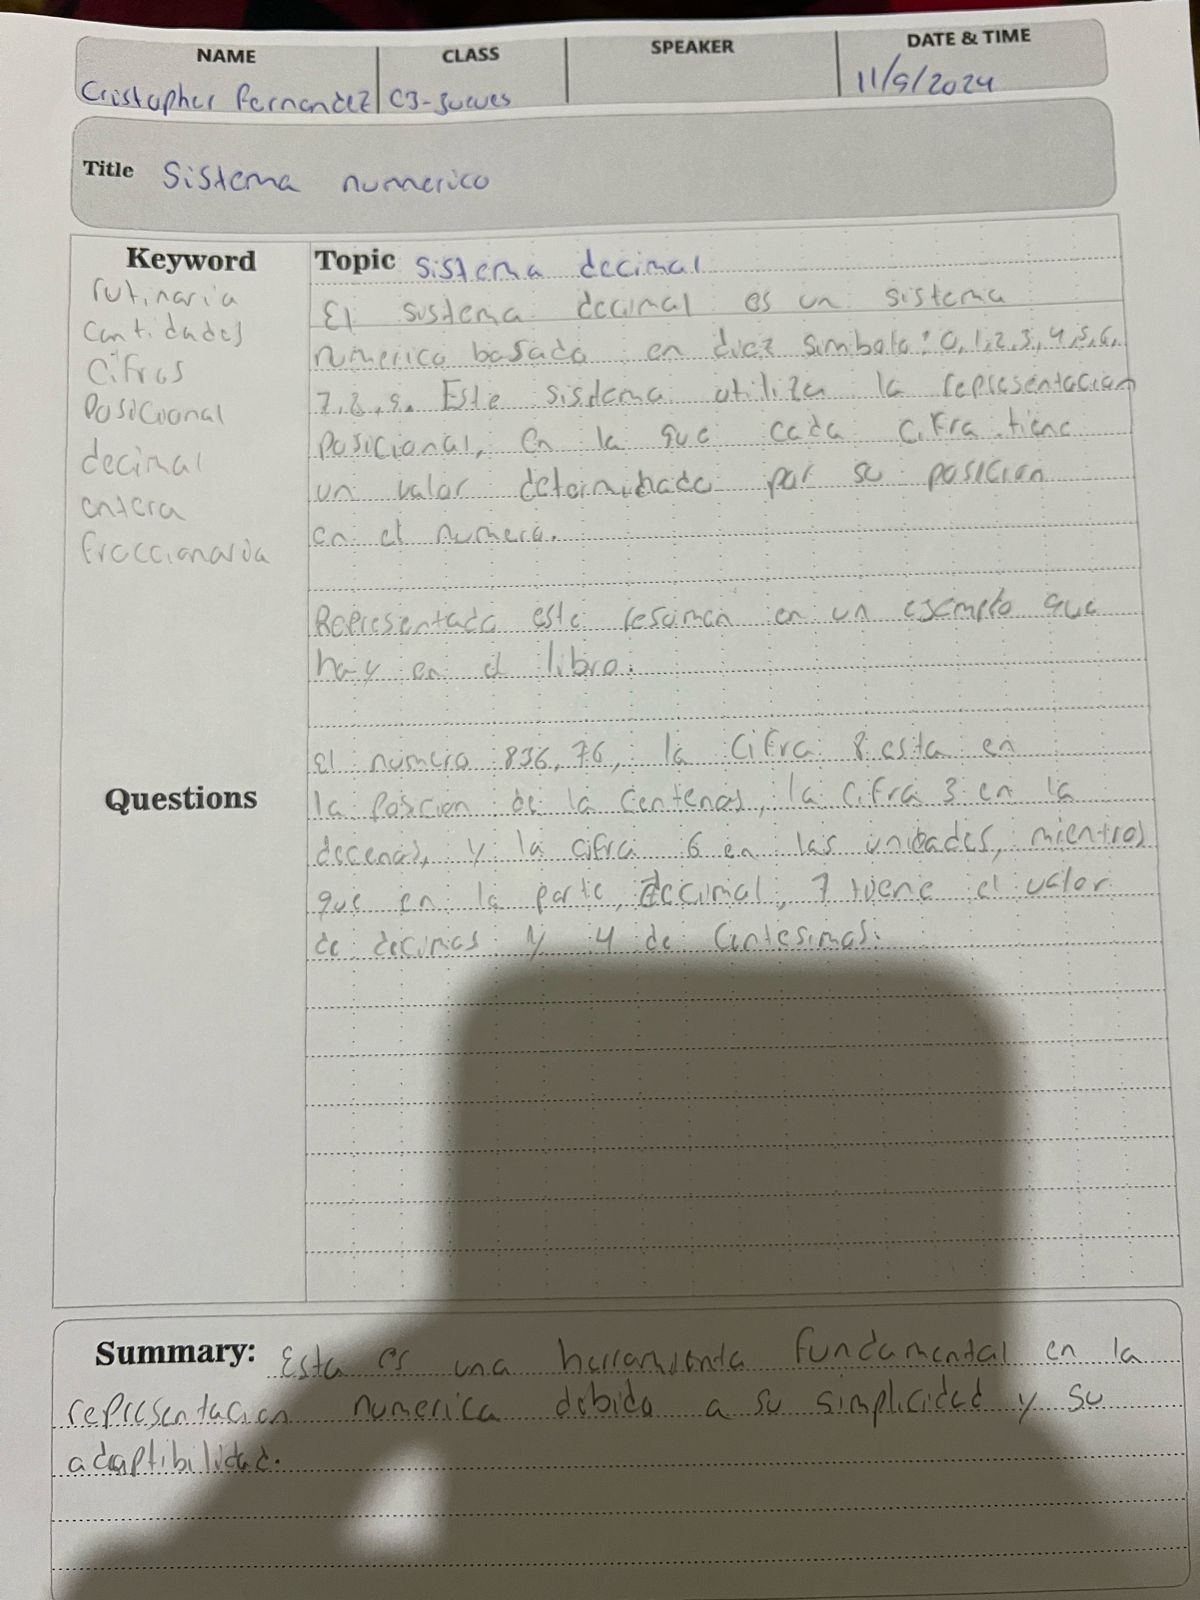 NAME
CLASS
SPEAKER
DATE & TIME
Cristopher Fernandez
C3-Jueves
11/9/2024
Title Sistema numerico
Keyword
rutinaria
cantidades
Cifras
Posicional
decimal
entera
fraccionaria
Questions
Topic Sistema decimal
El sistema decimal es un sistema
numerico basada en diez simbolo: 0,1,2,3,4,5,6,
7,8,9. Este sistema utiliza la representacion
posicional, en la que cada cifra tiene
un valor determinado por su posicion
en el numero.
Representada este resumen en un ejemplo que
hay en el libro.
El numero 836,76, la cifra 8 esta en
la posicion de la centenas, la cifra 3 en la
decenas, y la cifra 6 en las unidades, mientras
que en la parte decimal, 7 tiene el valor
de decimas y 4 de centesimas.
Summary: Esta es una herramienta fundamental en la
representacion numerica debido a su simplicidad y su
adaptibilidad.